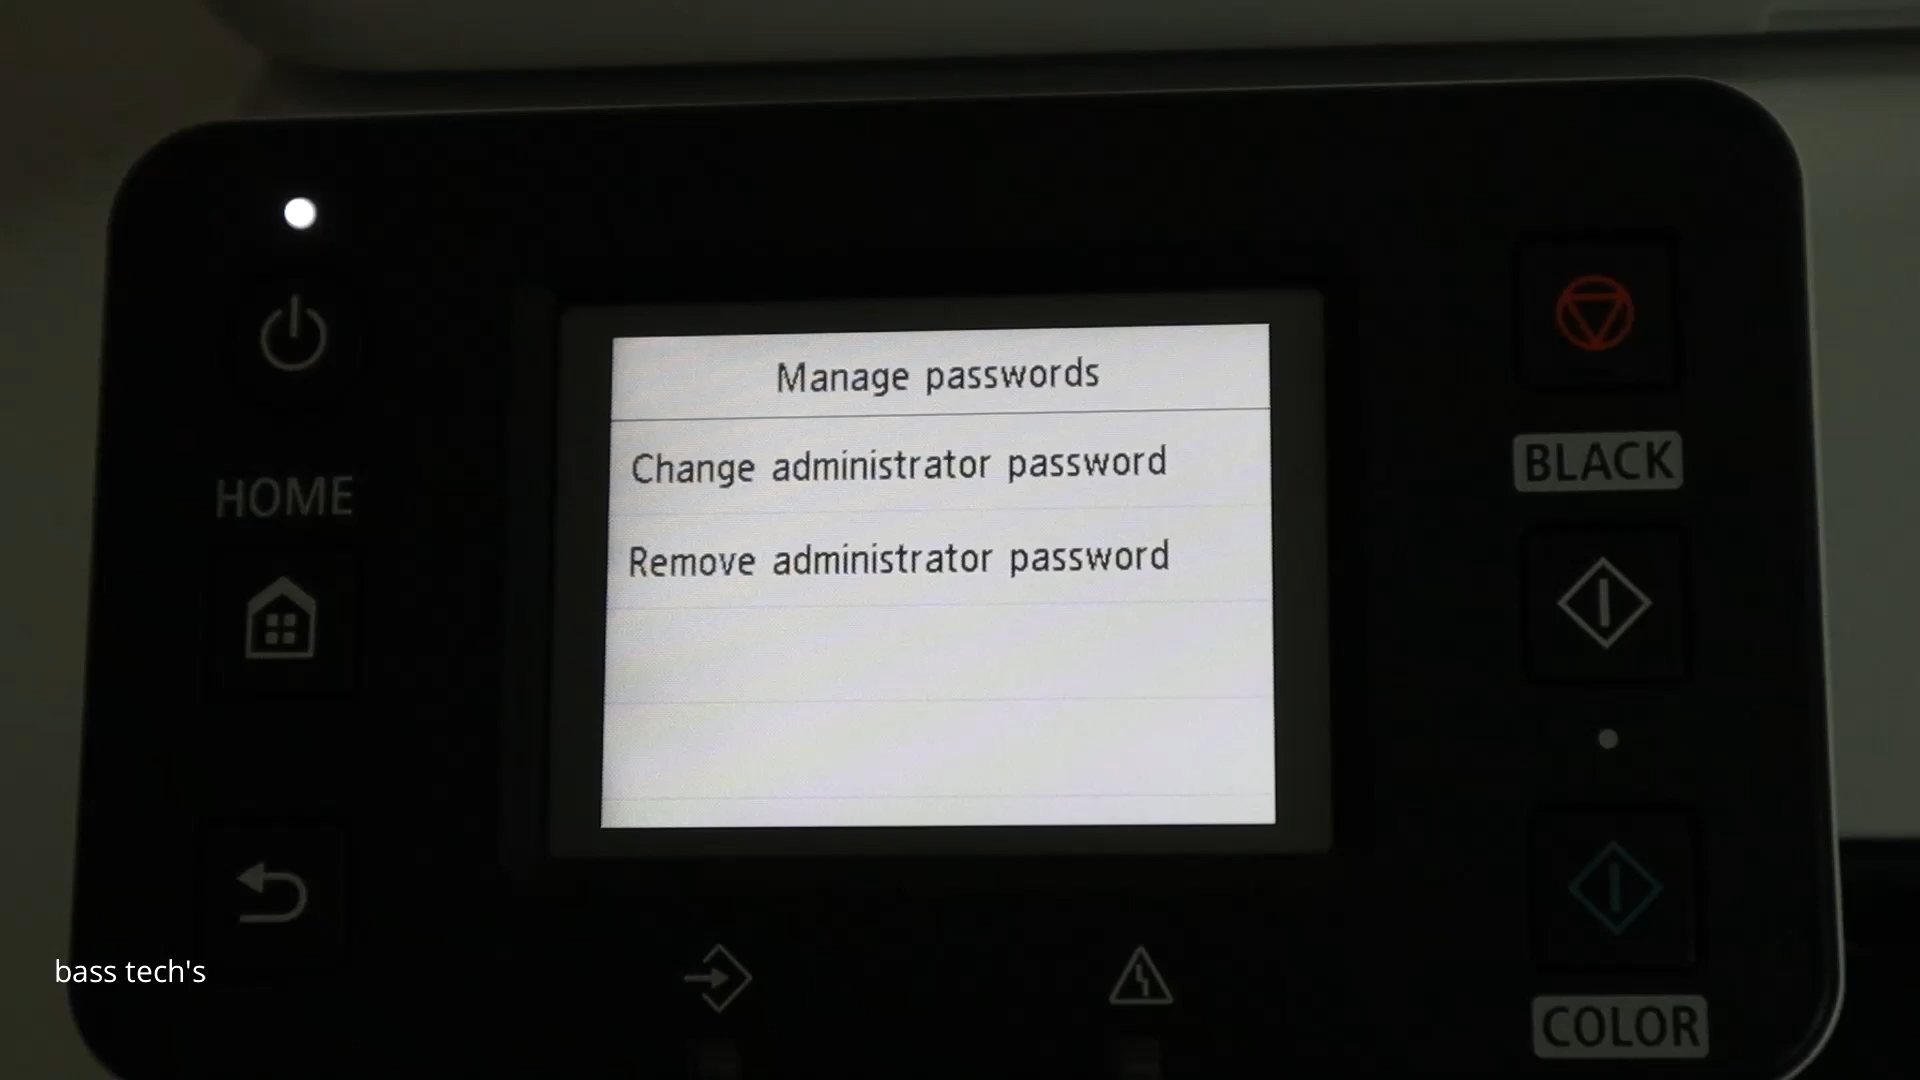 Manage passwords
Change administrator password
Remove administrator password
HOME
BLACK
COLOR
bass tech's